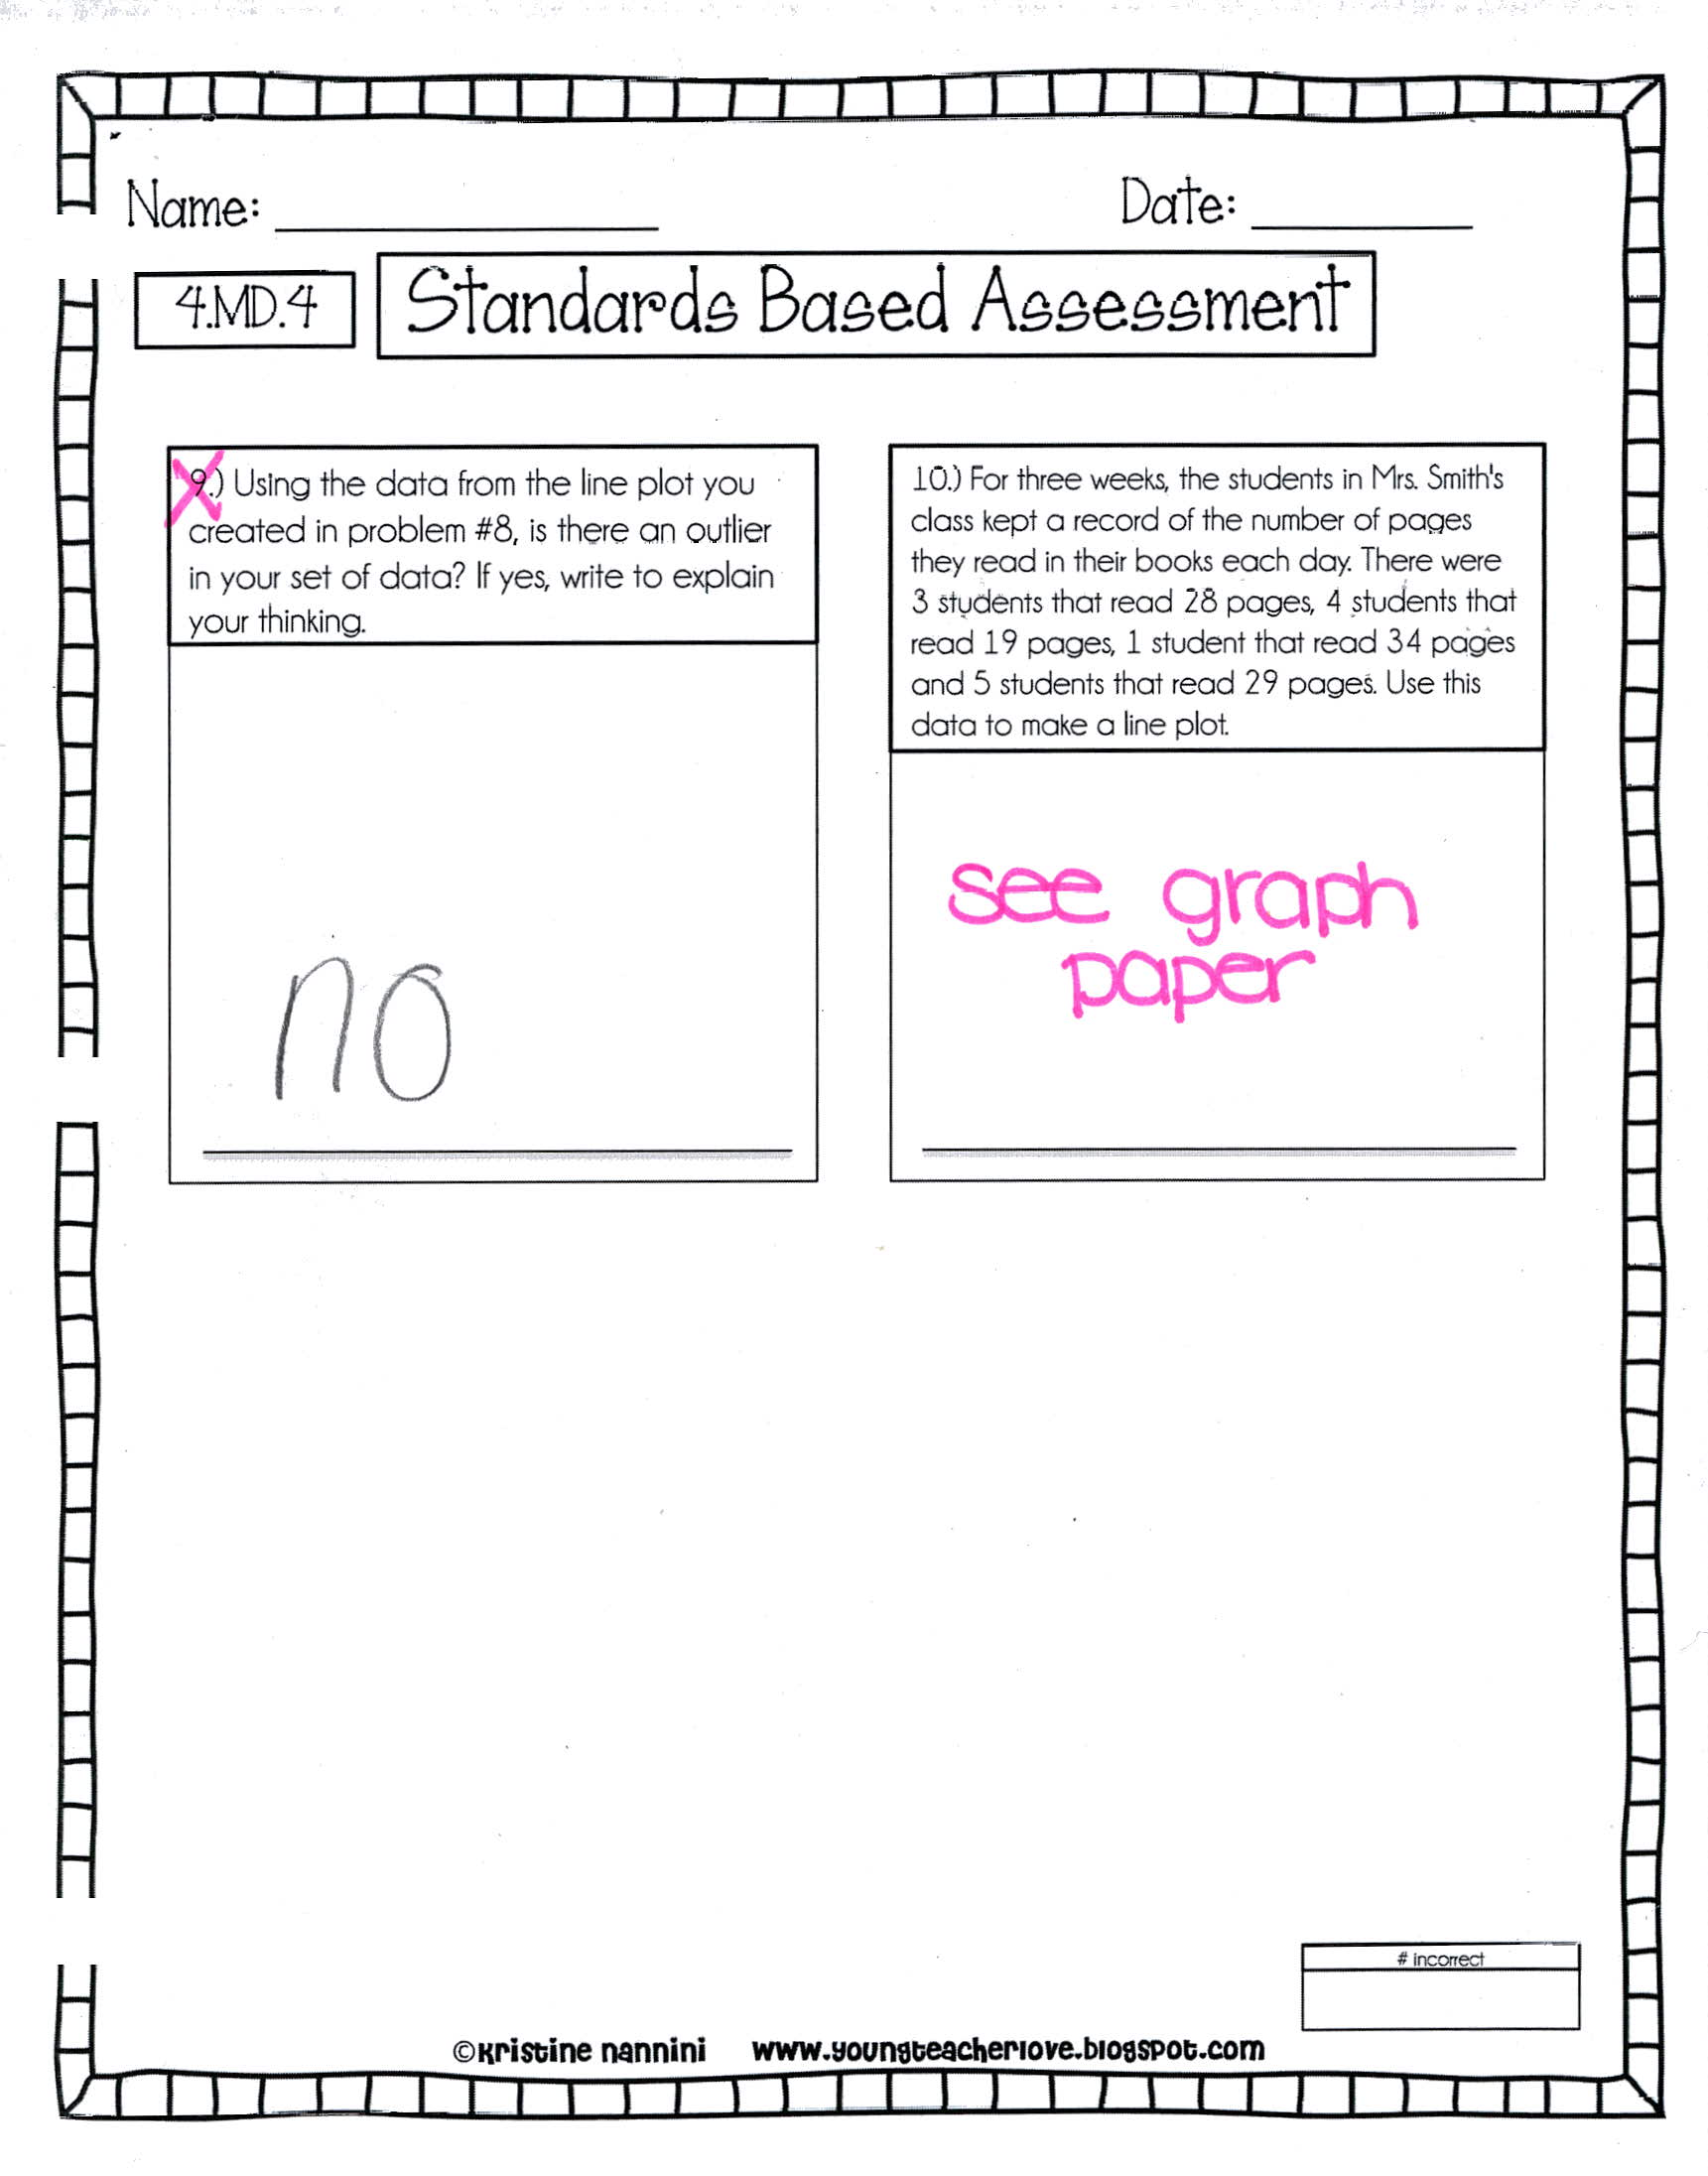 Name: Date:
4.MD.4 Standards Based Assessment
9.) Using the data from the line plot you
created in problem #8, is there an outlier
in your set of data? If yes, write to explain
your thinking.
no
10.) For three weeks, the students in Mrs. Smith's
class kept a record of the number of pages
they read in their books each day. There were
3 students that read 28 pages, 4 students that
read 19 pages, 1 student that read 34 pages
and 5 students that read 29 pages. Use this
data to make a line plot.
see graph
paper
# incorrect
©Kristine Nannini www.youngteacherlove.blogspot.com